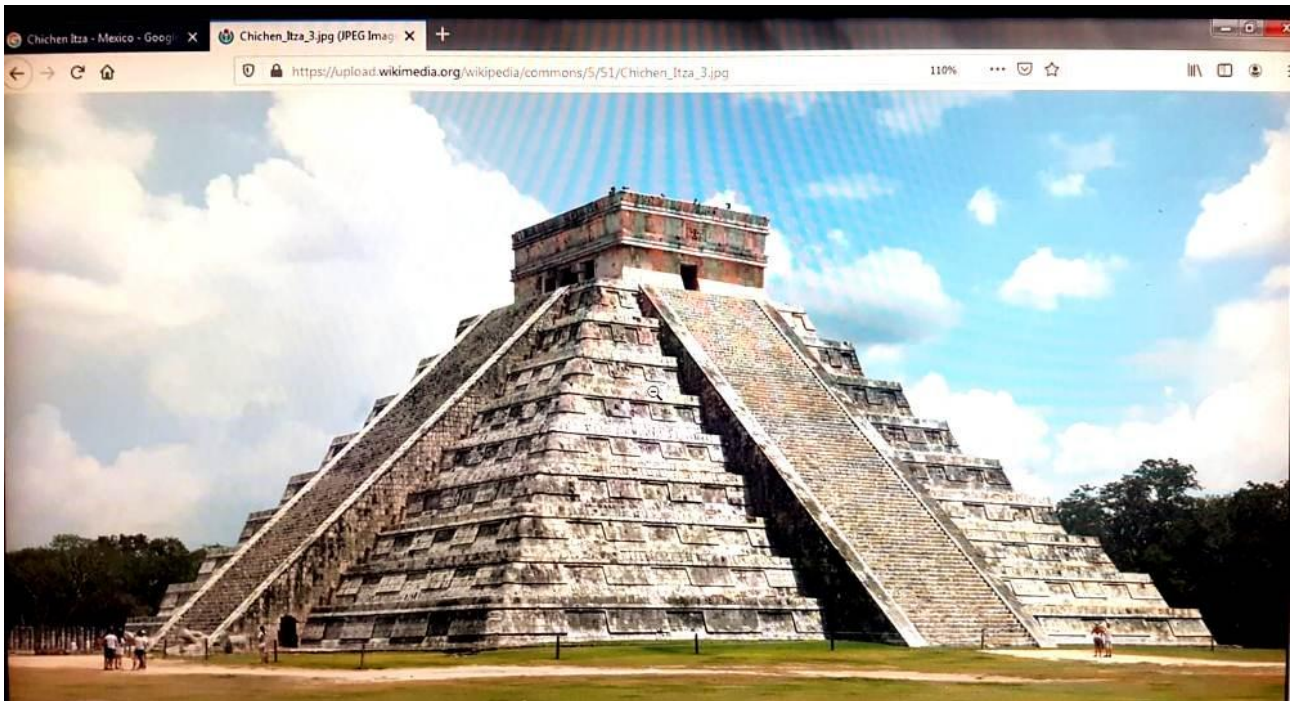 Chichen Itza - Mexico - Googl
Chichen_Itza_3.jpg (JPEG Imag
https://upload.wikimedia.org/wikipedia/commons/5/51/Chichen_Itza_3.jpg
110%